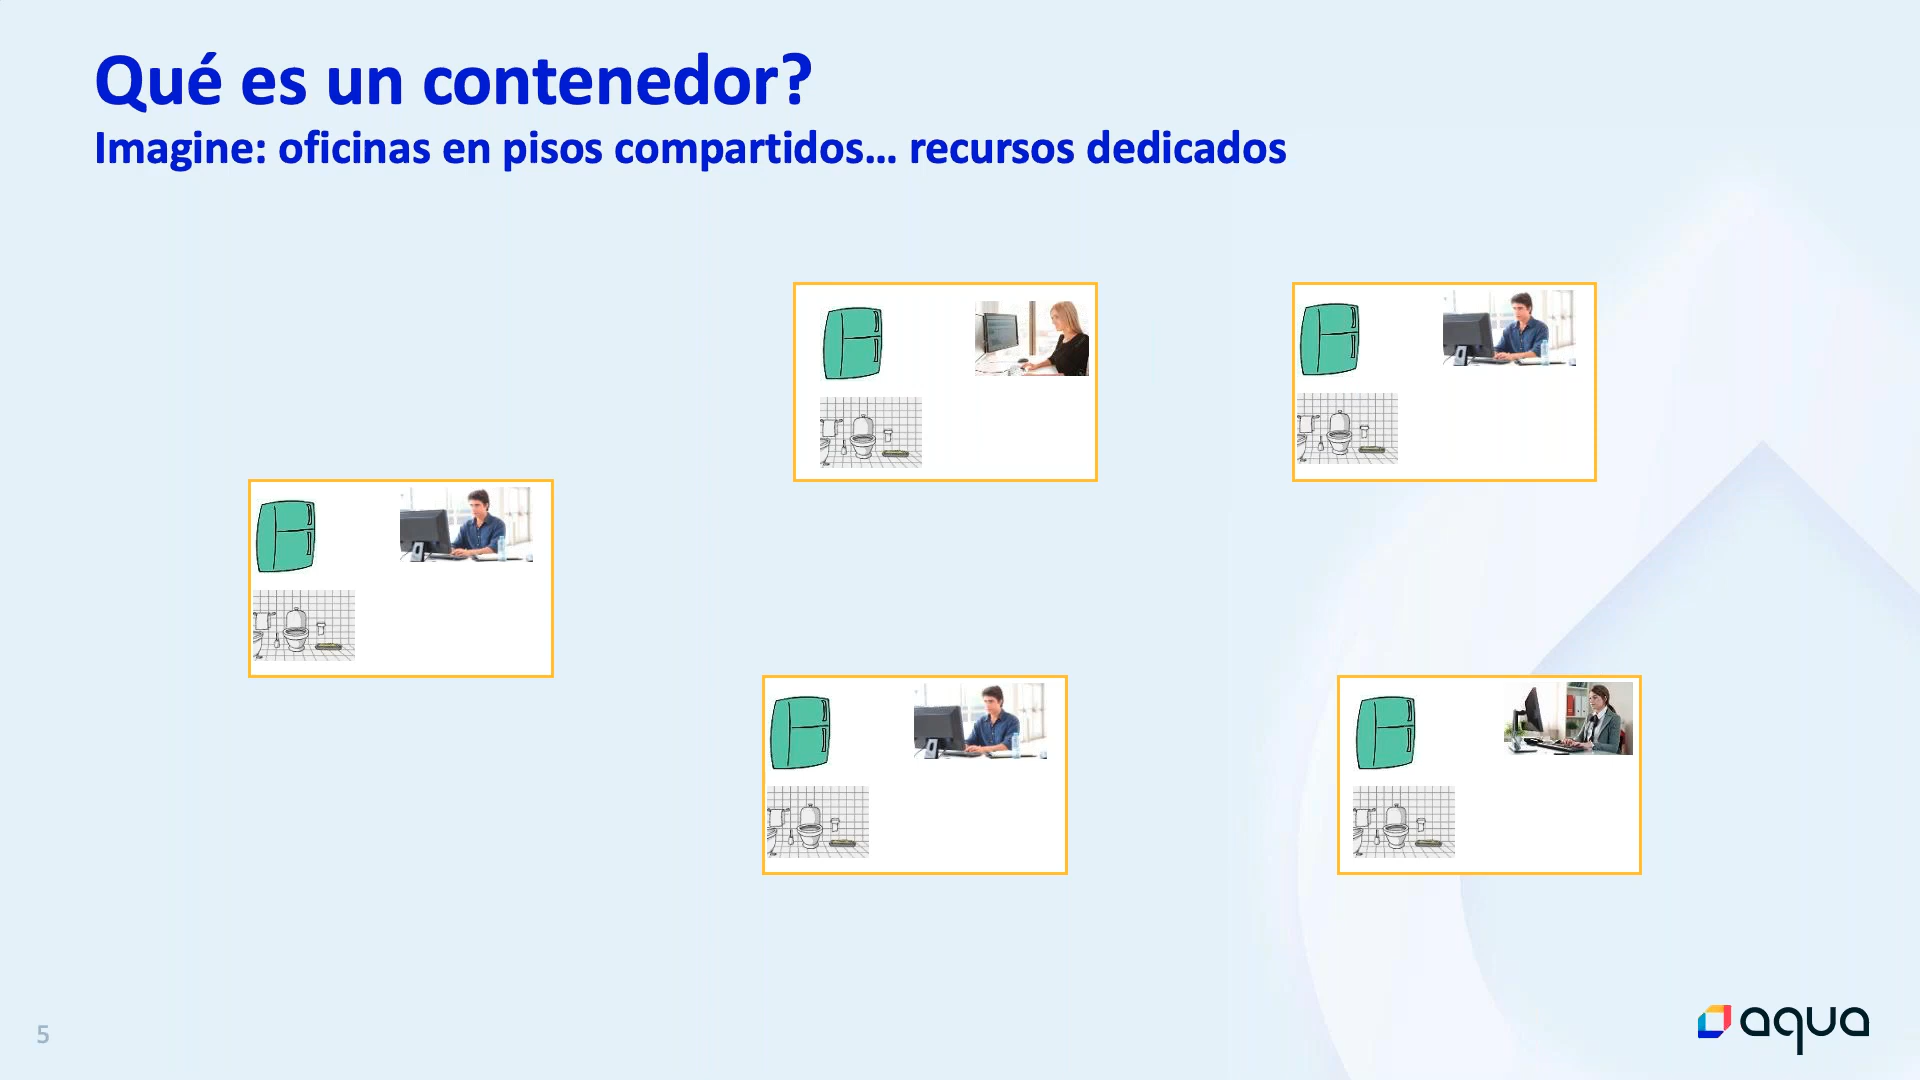 Qué es un contenedor?
Imagine: oficinas en pisos compartidos... recursos dedicados
5
aqua